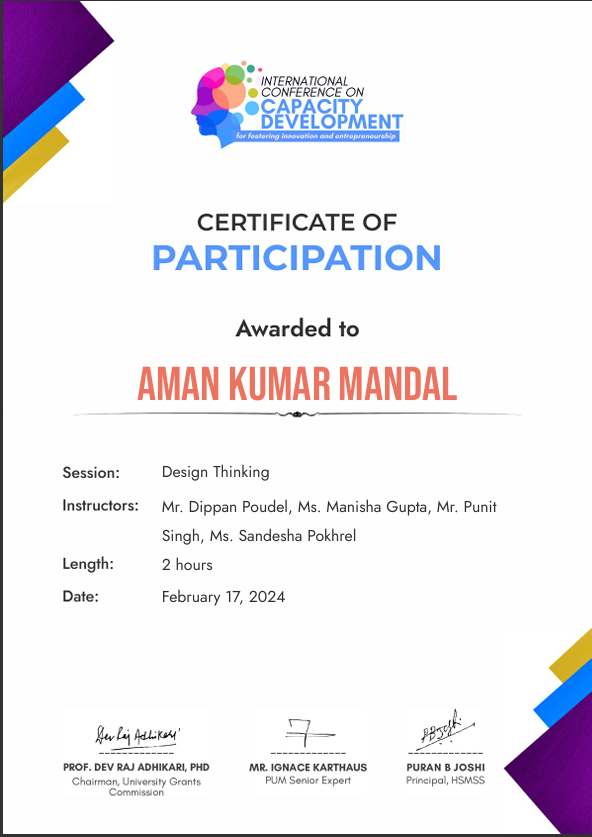 INTERNATIONAL
CONFERENCE ON
CAPACITY
DEVELOPMENT
for fostering innovation and entrepreneurship
CERTIFICATE OF
PARTICIPATION
Awarded to
AMAN KUMAR MANDAL
Session: Design Thinking
Instructors: Mr. Dippan Poudel, Ms. Manisha Gupta, Mr. Punit
Singh, Ms. Sandesha Pokhrel
Length: 2 hours
Date: February 17, 2024
Dev Raj Adhikari
PROF. DEV RAJ ADHIKARI, PHD
Chairman, University Grants
Commission
MR. IGNACE KARTHAUS
PUM Senior Expert
PBJoshi
PURAN B JOSHI
Principal, HSMSS